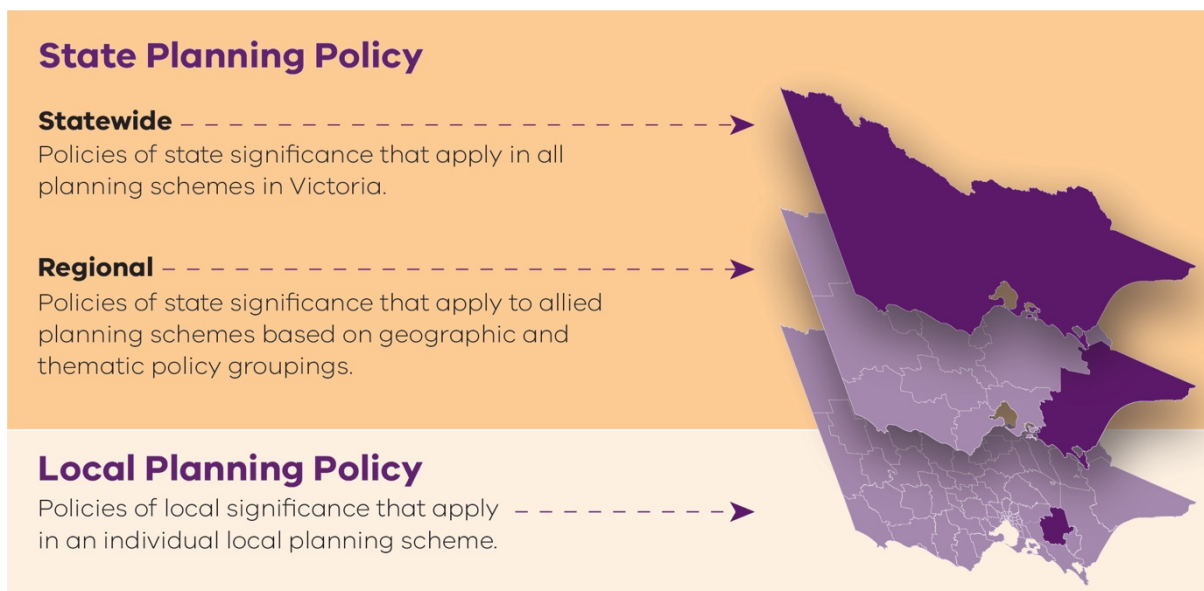 State Planning Policy
Statewide
Policies of state significance that apply in all
planning schemes in Victoria.
Regional
Policies of state significance that apply to allied
planning schemes based on geographic and
thematic policy groupings.
Local Planning Policy
Policies of local significance that apply
in an individual local planning scheme.